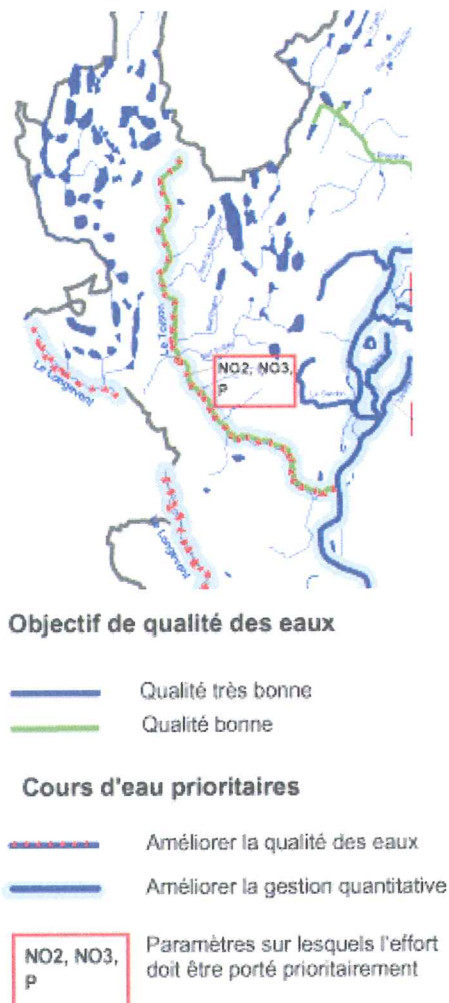 Le Toison
NO2, NO3,
P
Le Longevent
Le Longevent
Objectif de qualité des eaux
Qualité très bonne
Qualité bonne
Cours d'eau prioritaires
Améliorer la qualité des eaux
Améliorer la gestion quantitative
NO2, NO3,
P
Paramètres sur lesquels l'effort
doit être porté prioritairement